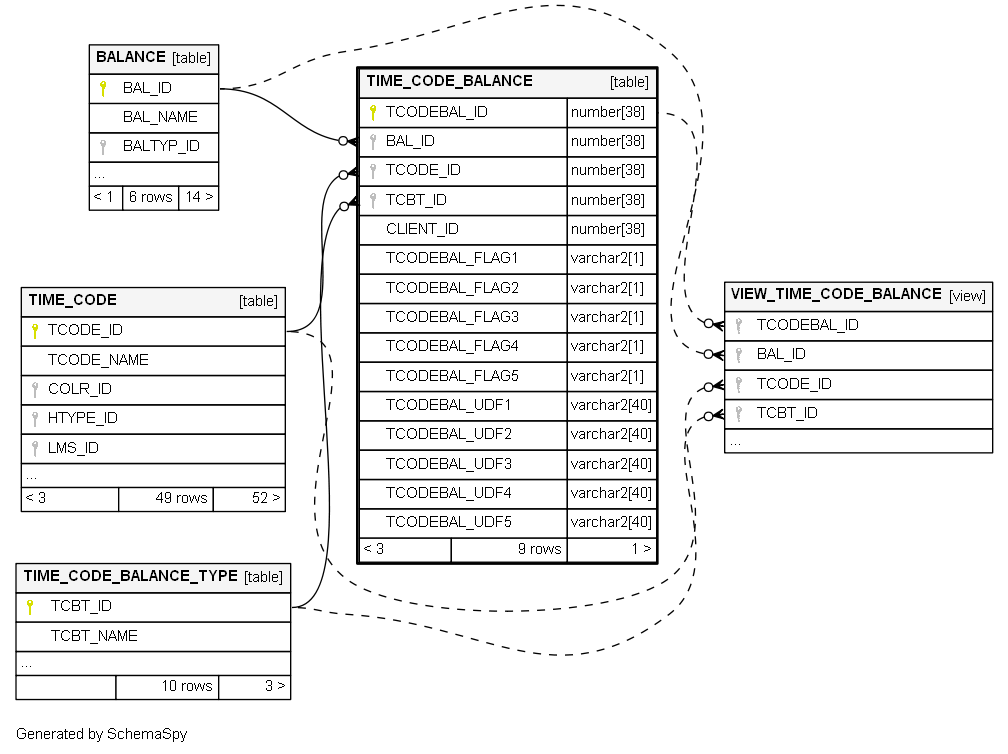 BALANCE [table]
BAL_ID
BAL_NAME
BALTYP_ID
...
< 1 6 rows 14 >
TIME_CODE [table]
TCODE_ID
TCODE_NAME
COLR_ID
HTYPE_ID
LMS_ID
...
< 3 49 rows 52 >
TIME_CODE_BALANCE_TYPE [table]
TCBT_ID
TCBT_NAME
...
10 rows 3 >
TIME_CODE_BALANCE [table]
TCODEBAL_ID number[38]
BAL_ID number[38]
TCODE_ID number[38]
TCBT_ID number[38]
CLIENT_ID number[38]
TCODEBAL_FLAG1 varchar2[1]
TCODEBAL_FLAG2 varchar2[1]
TCODEBAL_FLAG3 varchar2[1]
TCODEBAL_FLAG4 varchar2[1]
TCODEBAL_FLAG5 varchar2[1]
TCODEBAL_UDF1 varchar2[40]
TCODEBAL_UDF2 varchar2[40]
TCODEBAL_UDF3 varchar2[40]
TCODEBAL_UDF4 varchar2[40]
TCODEBAL_UDF5 varchar2[40]
< 3 9 rows 1 >
VIEW_TIME_CODE_BALANCE [view]
TCODEBAL_ID
BAL_ID
TCODE_ID
TCBT_ID
...
Generated by SchemaSpy